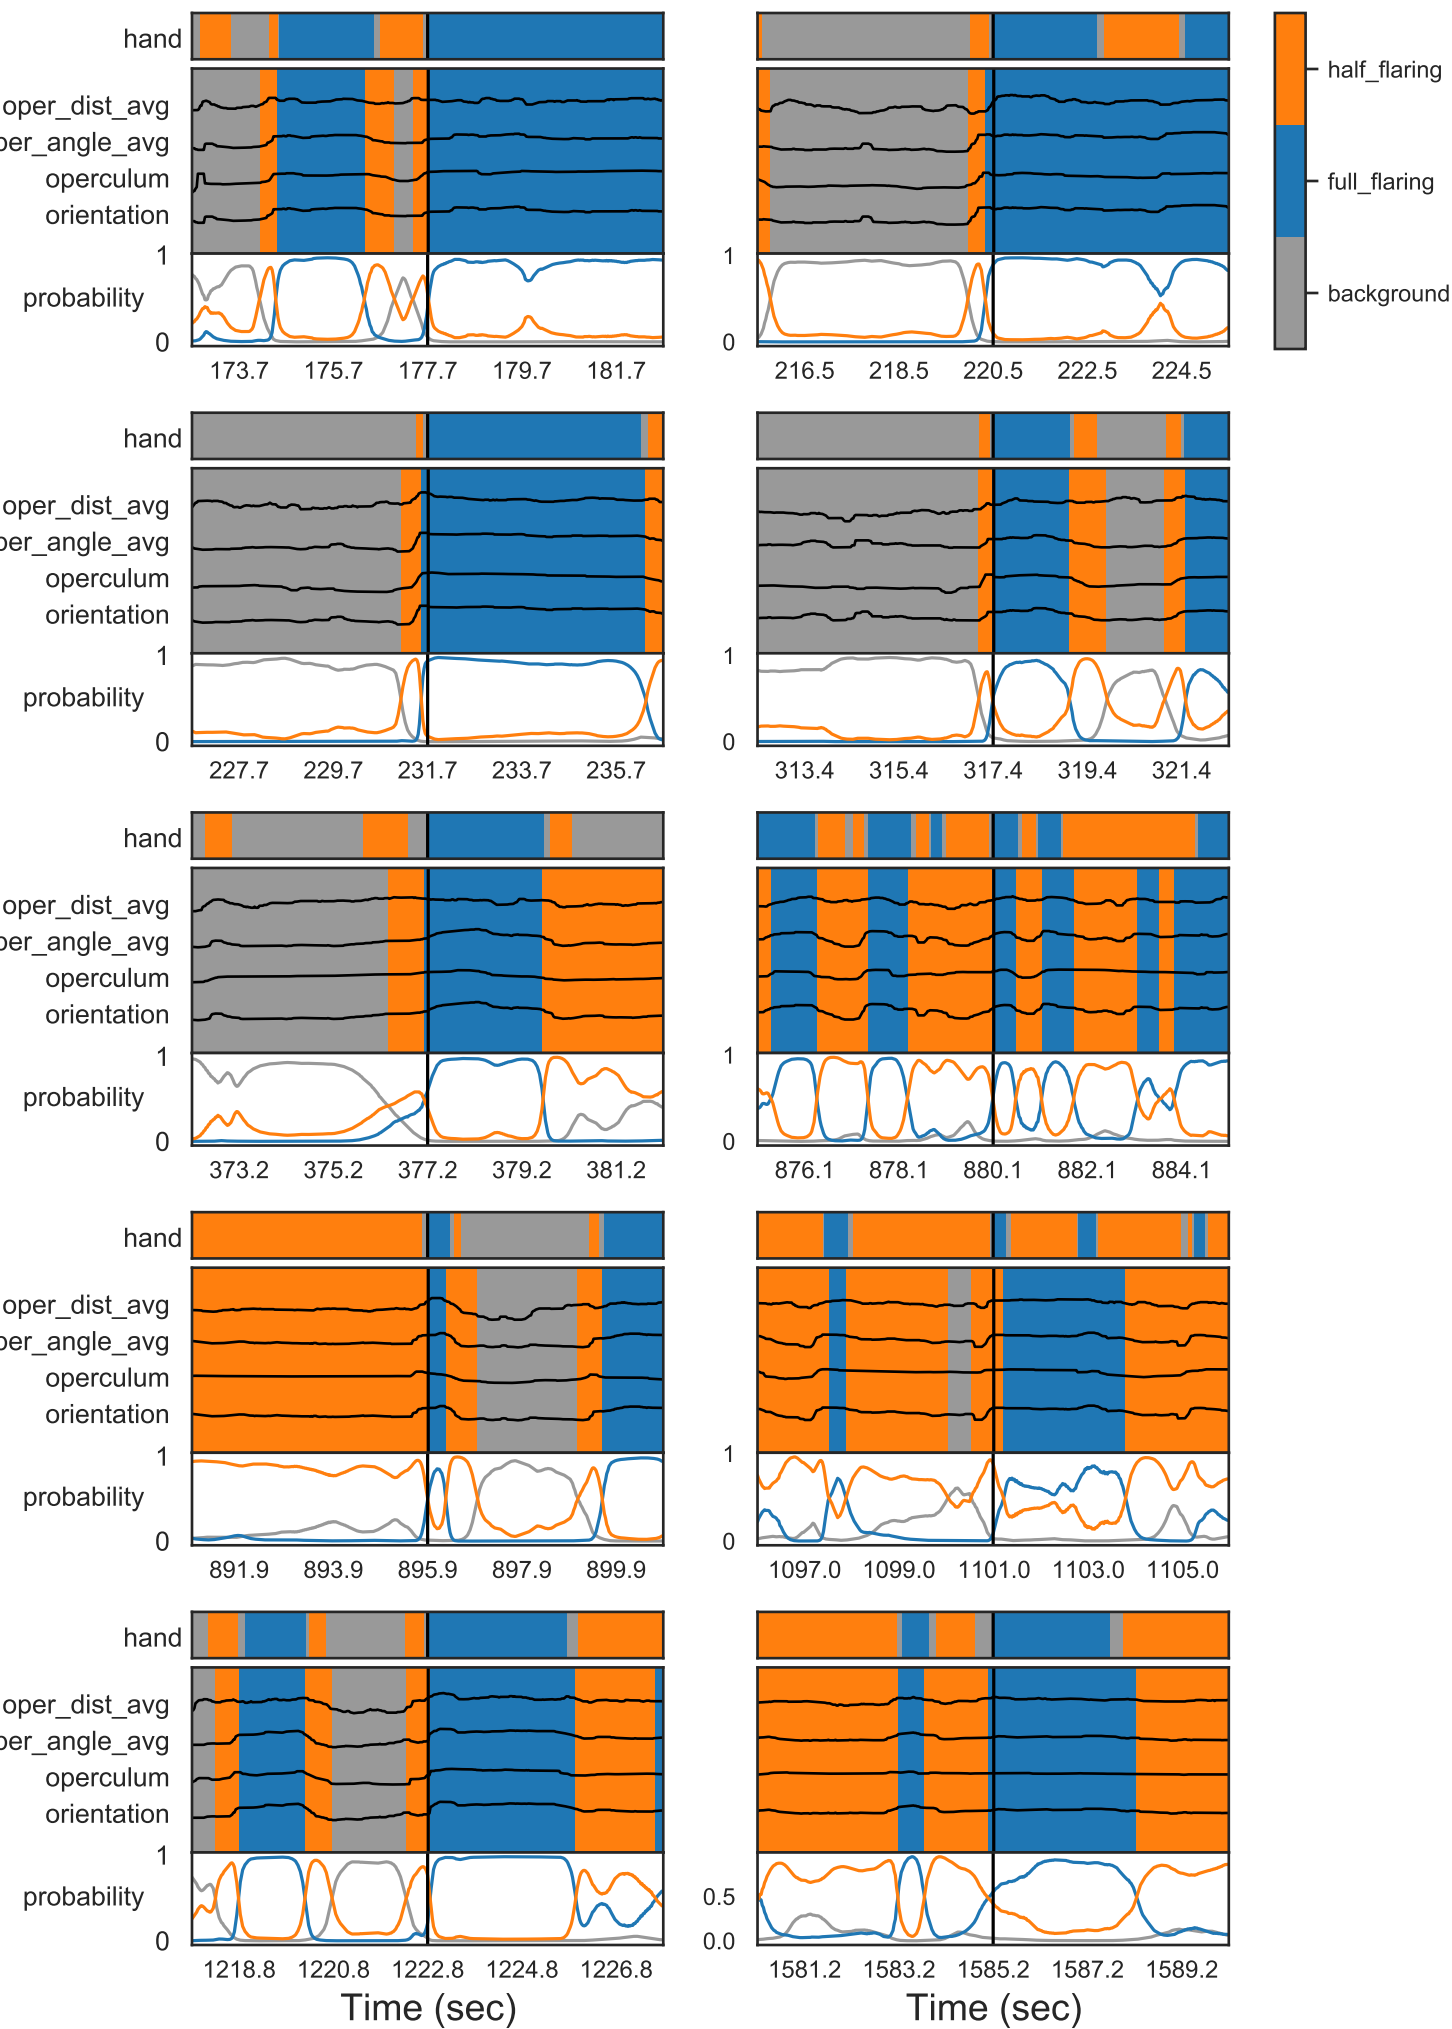 hand
half_flaring
oper_dist_avg
per_angle_avg
operculum
full_flaring
orientation
1 1
probability
background
0 0
173.7 175.7 177.7 179.7 181.7 216.5 218.5 220.5 222.5 224.5
hand
oper_dist_avg
per_angle_avg
operculum
orientation
1 1
probability
0 0
227.7 229.7 231.7 233.7 235.7 313.4 315.4 317.4 319.4 321.4
hand
oper_dist_avg
per_angle_avg
operculum
orientation
1 1
probability
0 0
373.2 375.2 377.2 379.2 381.2 876.1 878.1 880.1 882.1 884.1
hand
oper_dist_avg
per_angle_avg
operculum
orientation
1 1
probability
0 0
891.9 893.9 895.9 897.9 899.9 1097.0 1099.0 1101.0 1103.0 1105.0
hand
oper_dist_avg
per_angle_avg
operculum
orientation
1
probability 0.5
0 0.0
1218.8 1220.8 1222.8 1224.8 1226.8 1581.2 1583.2 1585.2 1587.2 1589.2
Time (sec) Time (sec)